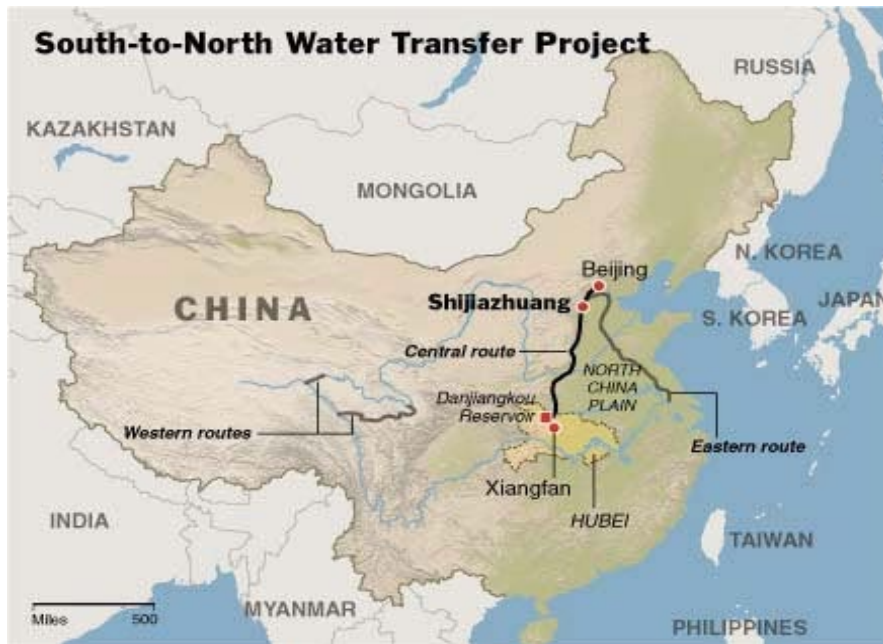 South-to-North Water Transfer Project
RUSSIA
KAZAKHSTAN
MONGOLIA
N. KOREA
Beijing
CHINA
Shijiazhuang
JAPAN
S. KOREA
Central route
NORTH
CHINA
PLAIN
Danjiangkou
Reservoir
Western routes
Eastern route
Xiangfan
INDIA
HUBEI
TAIWAN
Miles 500
MYANMAR
PHILIPPINES